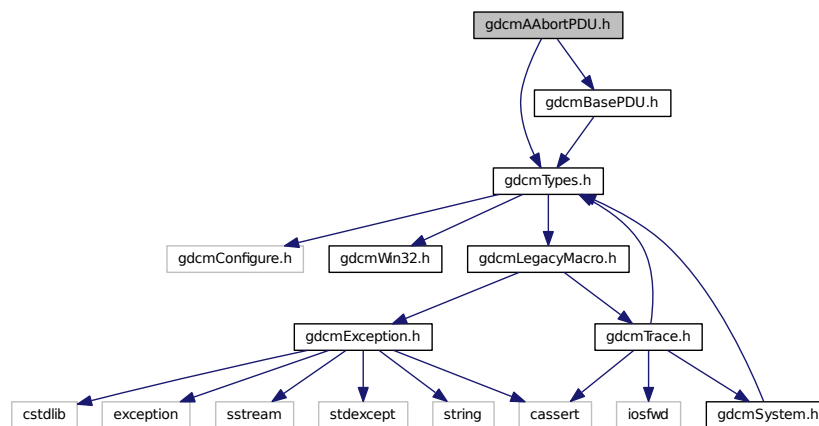 gdcmAAbortPDU.h
gdcmBasePDU.h
gdcmTypes.h
gdcmConfigure.h
gdcmWin32.h
gdcmLegacyMacro.h
gdcmException.h
gdcmTrace.h
cstdlib
exception
sstream
stdexcept
string
cassert
iosfwd
gdcmSystem.h